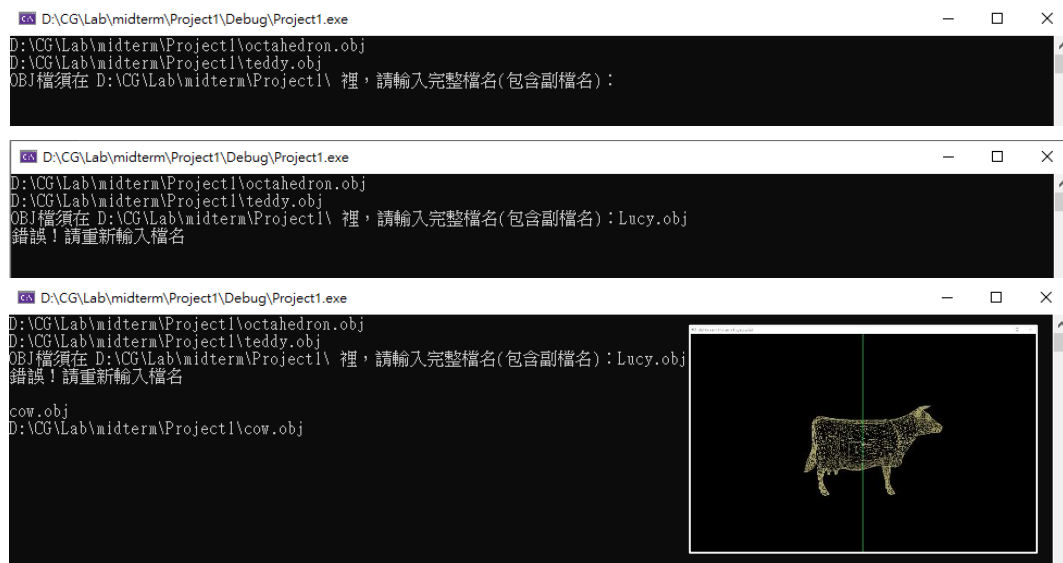 D:\CG\Lab\midterm\Project1\Debug\Project1.exe
D:\CG\Lab\midterm\Project1\octahedron.obj
D:\CG\Lab\midterm\Project1\teddy.obj
OBJ檔須在 D:\CG\Lab\midterm\Project1\ 裡，請輸入完整檔名(包含副檔名)：
D:\CG\Lab\midterm\Project1\Debug\Project1.exe
D:\CG\Lab\midterm\Project1\octahedron.obj
D:\CG\Lab\midterm\Project1\teddy.obj
OBJ檔須在 D:\CG\Lab\midterm\Project1\ 裡，請輸入完整檔名(包含副檔名)：Lucy.obj
錯誤！請重新輸入檔名
D:\CG\Lab\midterm\Project1\Debug\Project1.exe
D:\CG\Lab\midterm\Project1\octahedron.obj
D:\CG\Lab\midterm\Project1\teddy.obj
OBJ檔須在 D:\CG\Lab\midterm\Project1\ 裡，請輸入完整檔名(包含副檔名)：Lucy.obj
錯誤！請重新輸入檔名
cow.obj
D:\CG\Lab\midterm\Project1\cow.obj